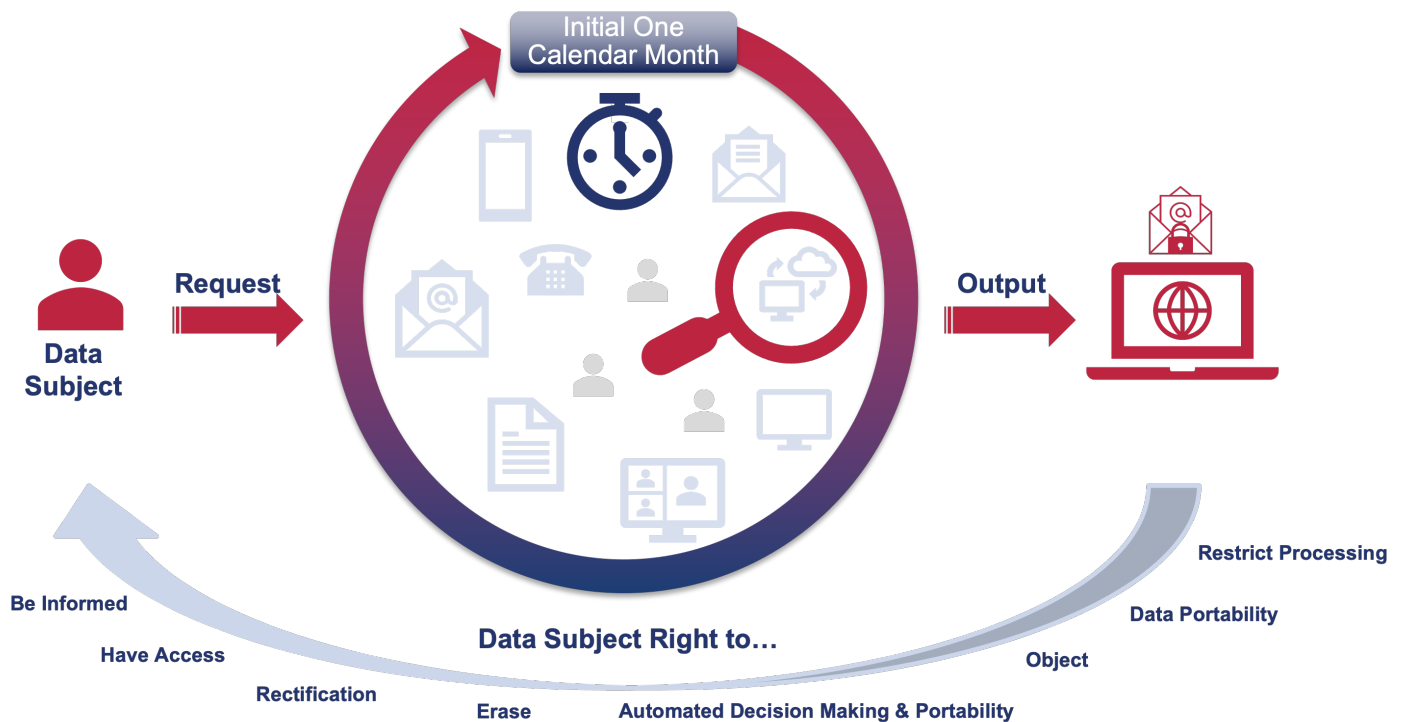 Initial One
Calendar Month
Request
Output
Data
Subject
Restrict Processing
Be Informed
Data Portability
Data Subject Right to…
Have Access
Object
Rectification
Erase
Automated Decision Making & Portability